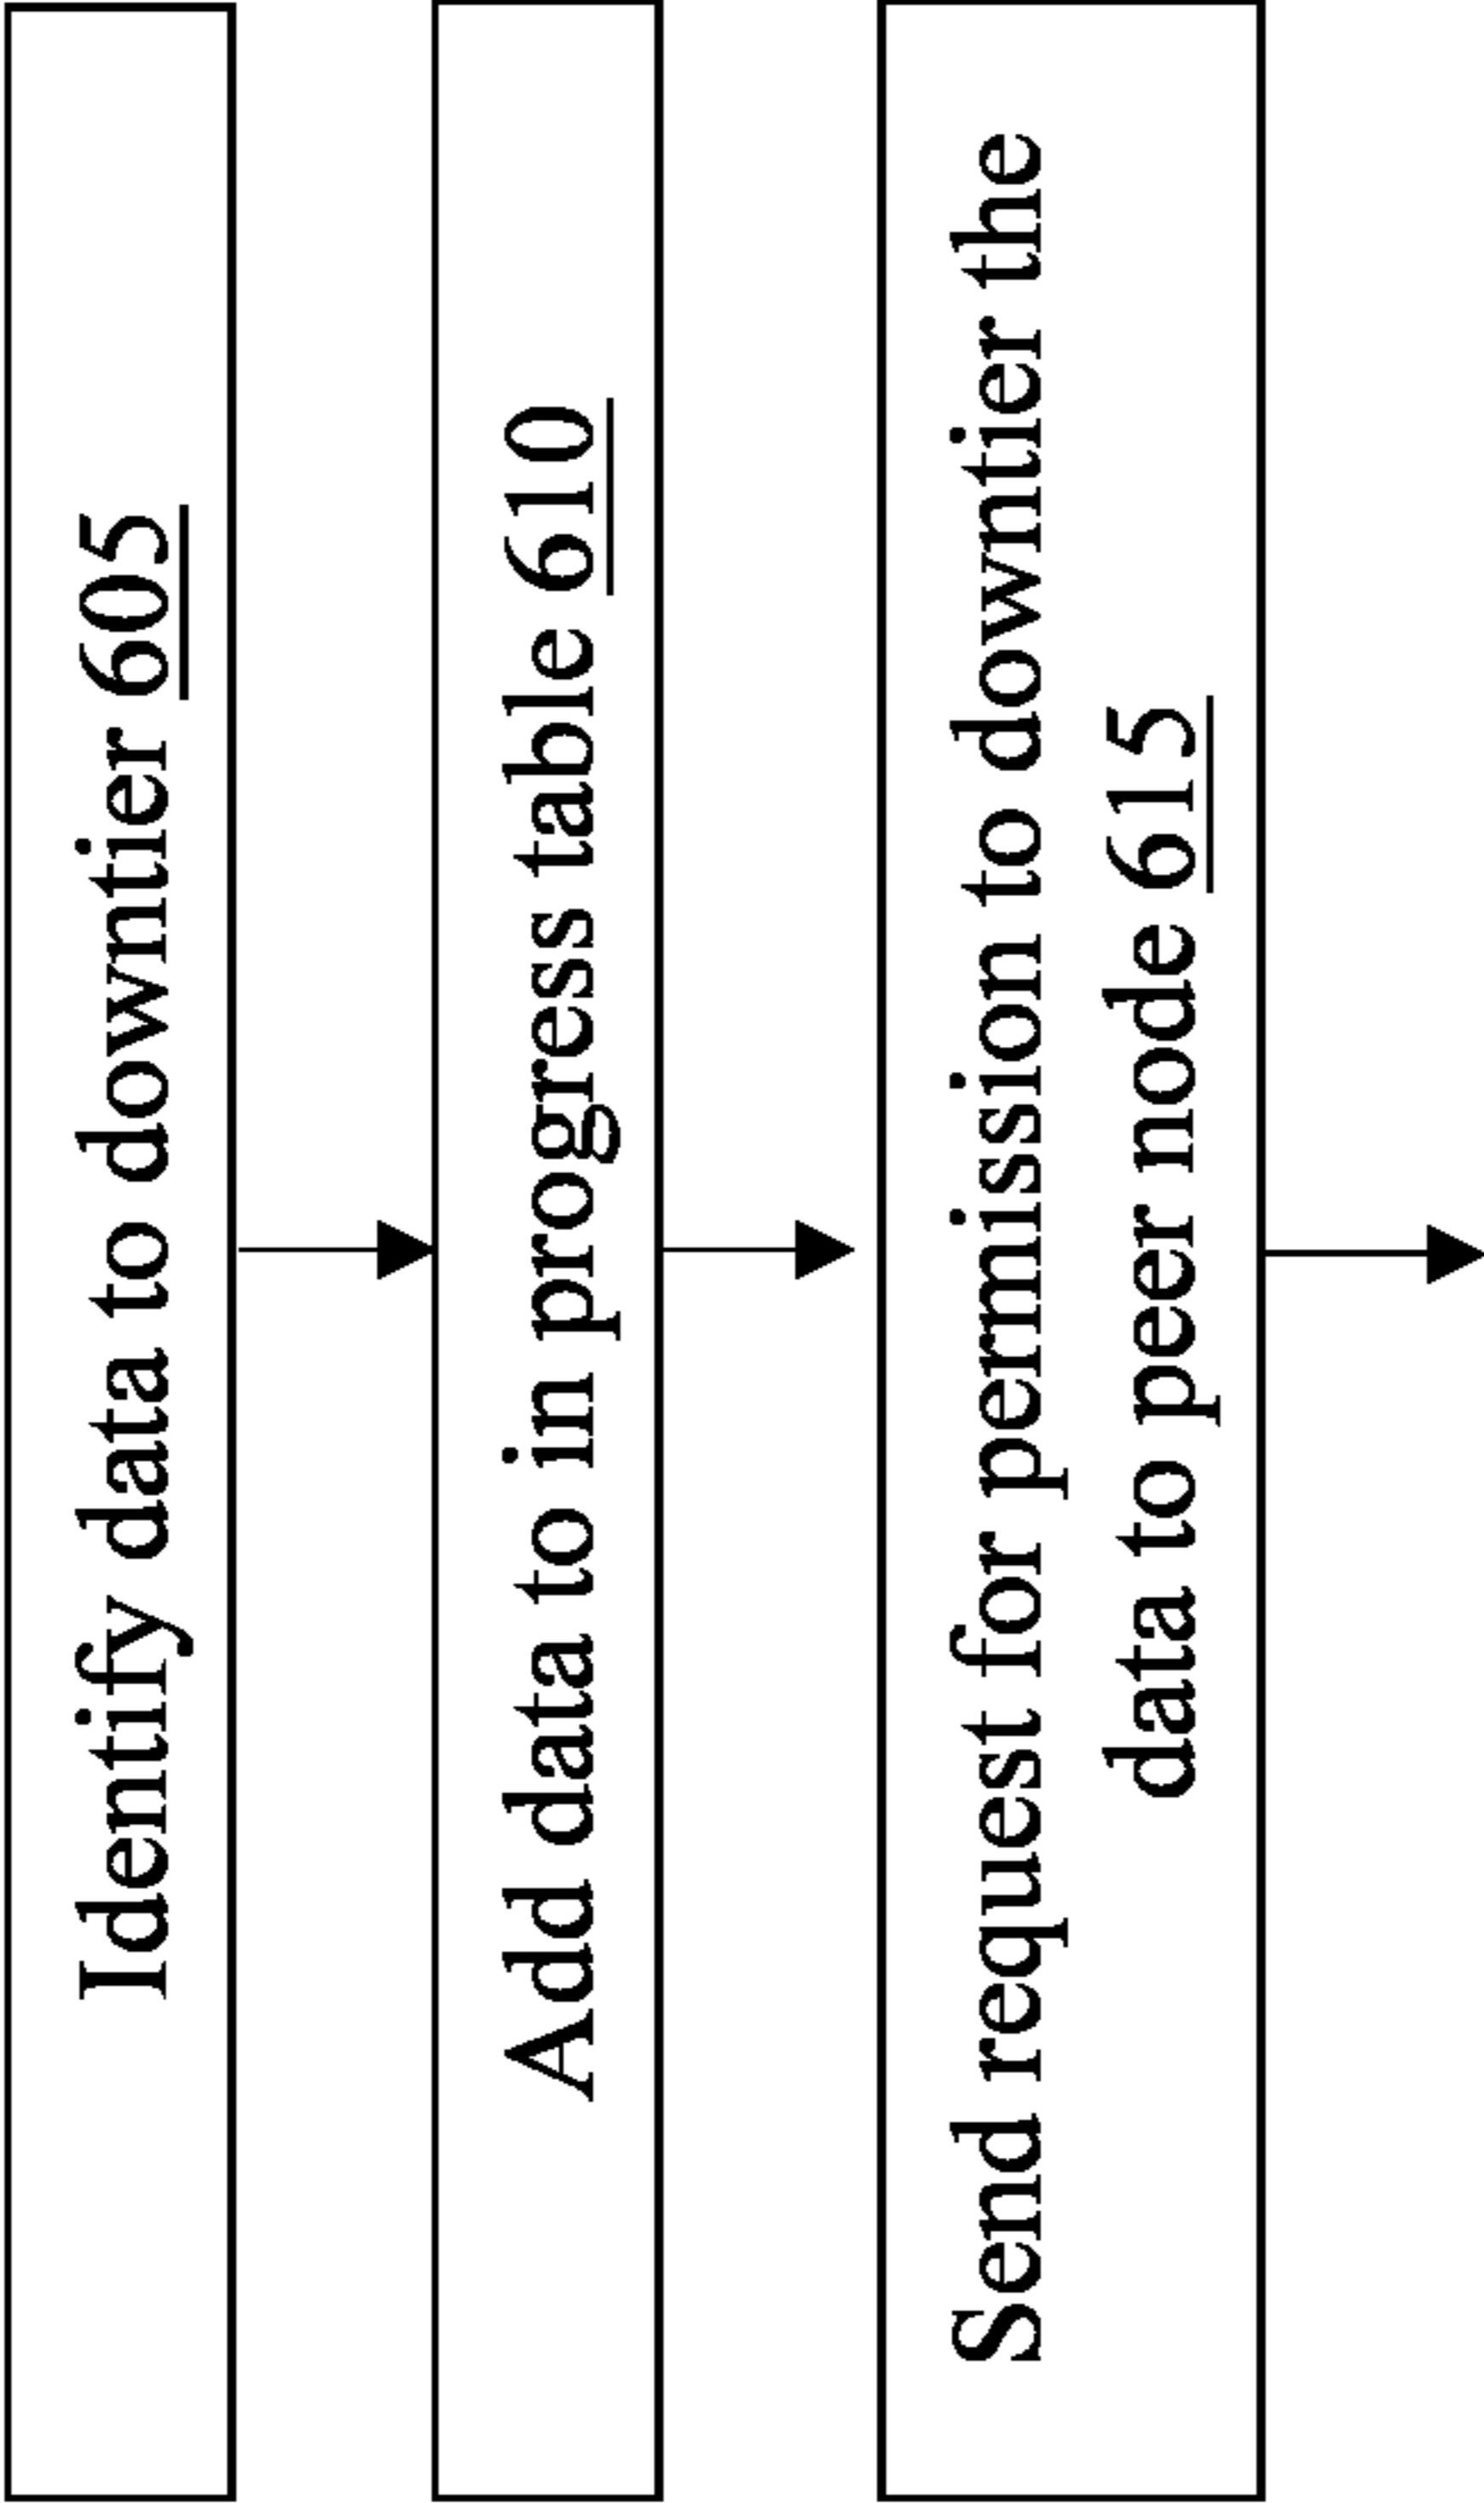 Identify data to downtier 605
Add data to in progress table 610
Send request for permission to downtier the
data to peer node 615